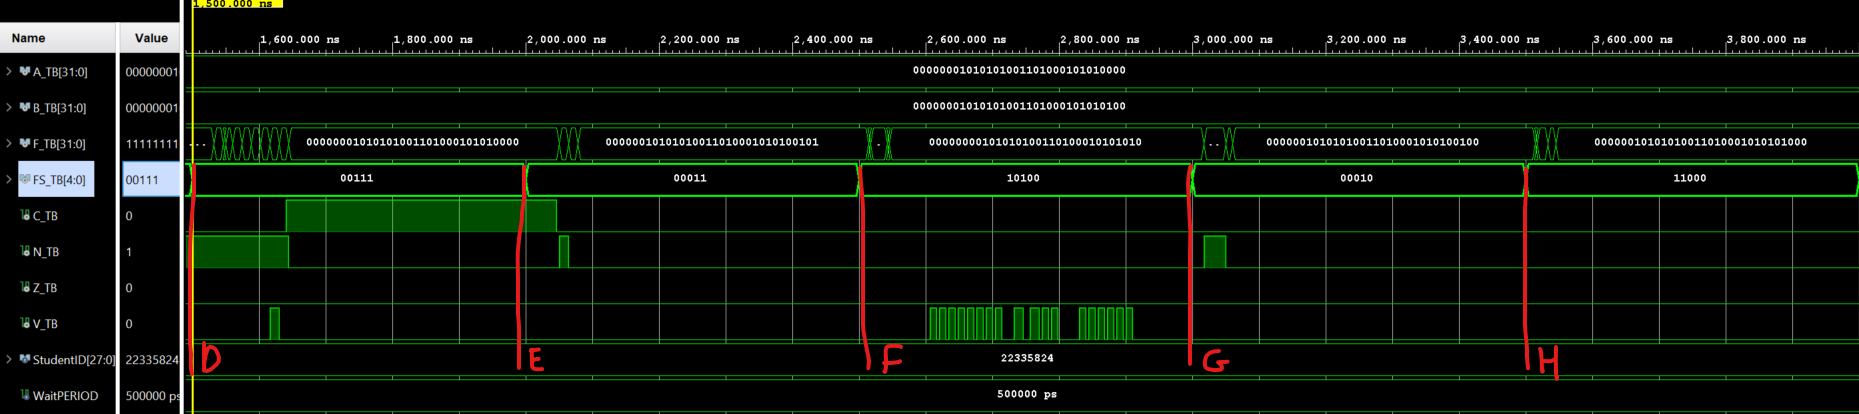 1,500.000 ns
Name Value
1,600.000 ns 1,800.000 ns 2,000.000 ns 2,200.000 ns 2,400.000 ns 2,600.000 ns 2,800.000 ns 3,000.000 ns 3,200.000 ns 3,400.000 ns 3,600.000 ns 3,800.000 ns
A_TB[31:0] 00000001 00000001010101001101000101010000
B_TB[31:0] 00000001 00000001010101001101000101010100
F_TB[31:0] 11111111 ... 00000001010101001101000101010000 00000010101010011010001010100101 . 00000000101010100110100010101010 .. 00000010101010011010001010100100 00000010101010011010001010101000
FS_TB[4:0] 00111 00111 00011 10100 00010 11000
C_TB 0
N_TB 1
Z_TB 0
V_TB 0
StudentID[27:0] 22335824 22335824
D E F G H
WaitPERIOD 500000 ps 500000 ps